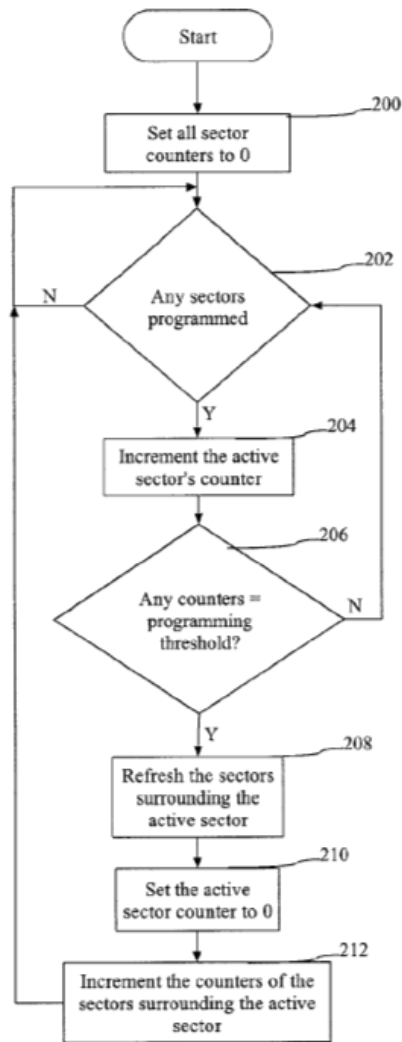 Start
200
Set all sector
counters to 0
202
N
Any sectors
programmed
Y
204
Increment the active
sector's counter
206
Any counters =
programming
threshold?
N
Y
208
Refresh the sectors
surrounding the
active sector
210
Set the active
sector counter to 0
212
Increment the counters of the
sectors surrounding the active
sector